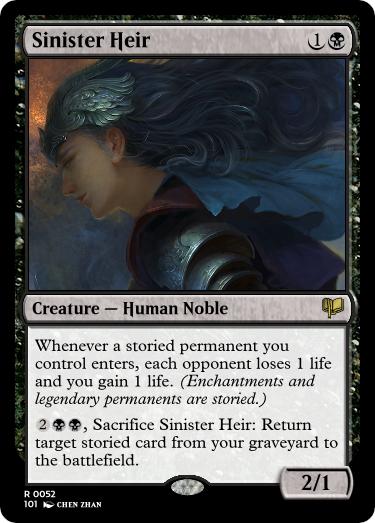 Sinister Heir 1
Creature — Human Noble
Whenever a storied permanent you
control enters, each opponent loses 1 life
and you gain 1 life. (Enchantments and
legendary permanents are storied.)
2, Sacrifice Sinister Heir: Return
target storied card from your graveyard to
the battlefield.
2/1
R 0052
101 CHEN ZHAN